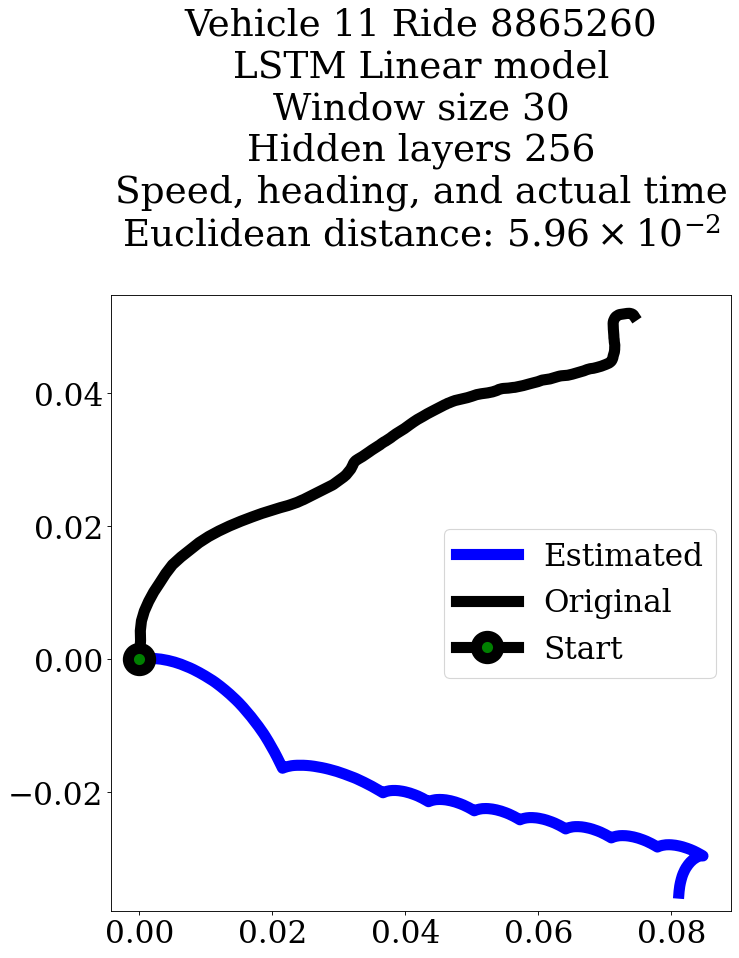 Vehicle 11 Ride 8865260
LSTM Linear model
Window size 30
Hidden layers 256
Speed, heading, and actual time
Euclidean distance: 5.96 × 10⁻²
0.04
0.02
0.00
−0.02
Estimated
Original
Start
0.00 0.02 0.04 0.06 0.08